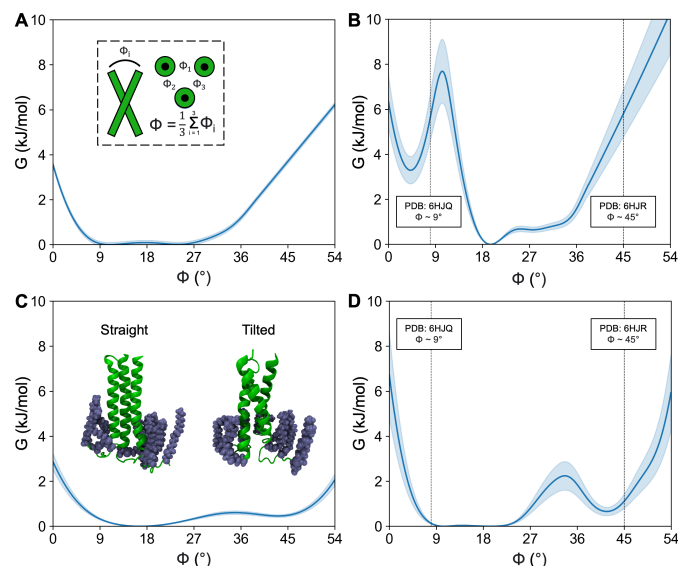 A
10
8
6
4
2
0
G (kJ/mol)
0 9 18 27 36 45 54
Φ (°)
Φi
Φ1
Φ2 Φ3
Φ = 1/3 3 Σ i=1 Φi
B
10
8
6
4
2
0
G (kJ/mol)
PDB: 6HJQ
Φ ~ 9°
PDB: 6HJR
Φ ~ 45°
0 9 18 27 36 45 54
Φ (°)
C
10
8
6
4
2
0
G (kJ/mol)
Straight Tilted
0 9 18 27 36 45 54
Φ (°)
D
10
8
6
4
2
0
G (kJ/mol)
PDB: 6HJQ
Φ ~ 9°
PDB: 6HJR
Φ ~ 45°
0 9 18 27 36 45 54
Φ (°)